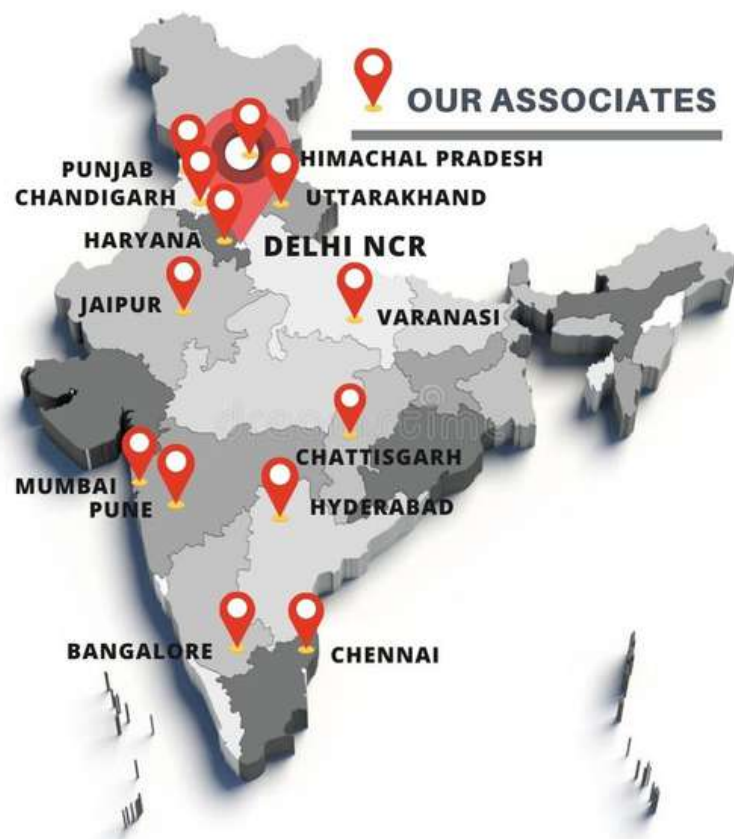 OUR ASSOCIATES
HIMACHAL PRADESH
PUNJAB
CHANDIGARH
UTTARAKHAND
HARYANA
DELHI NCR
JAIPUR
VARANASI
CHATTISGARH
MUMBAI
PUNE
HYDERABAD
BANGALORE
CHENNAI